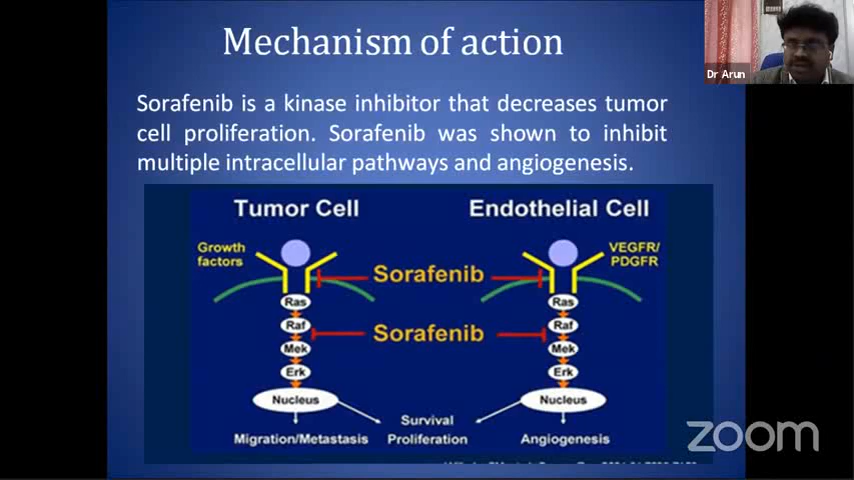 Mechanism of action
Dr Arun
Sorafenib is a kinase inhibitor that decreases tumor
cell proliferation. Sorafenib was shown to inhibit
multiple intracellular pathways and angiogenesis.
Tumor Cell
Endothelial Cell
Growth
factors
VEGFR/
PDGFR
Sorafenib
Ras
Ras
Sorafenib
Raf
Raf
Mek
Mek
Erk
Erk
Nucleus
Nucleus
Survival
Proliferation
Migration/Metastasis
Angiogenesis
zoom